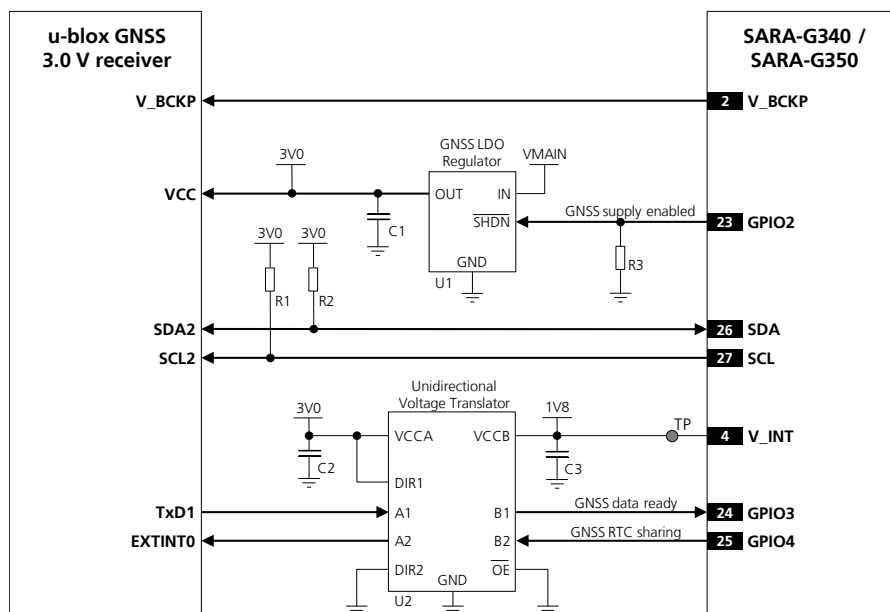 u-blox GNSS
3.0 V receiver
SARA-G340 /
SARA-G350
V_BCKP
2 V_BCKP
GNSS LDO
Regulator
VMAIN
3V0
VCC
OUT
IN
C1
SHDN
GNSS supply enabled
23 GPIO2
3V0
3V0
GND
R3
U1
R1
R2
SDA2
26 SDA
SCL2
27 SCL
Unidirectional
Voltage Translator
3V0
1V8
TP
VCCA
VCCB
4 V_INT
C2
C3
DIR1
TxD1
A1
B1
GNSS data ready
24 GPIO3
EXTINT0
A2
B2
GNSS RTC sharing
25 GPIO4
DIR2
OE
GND
U2